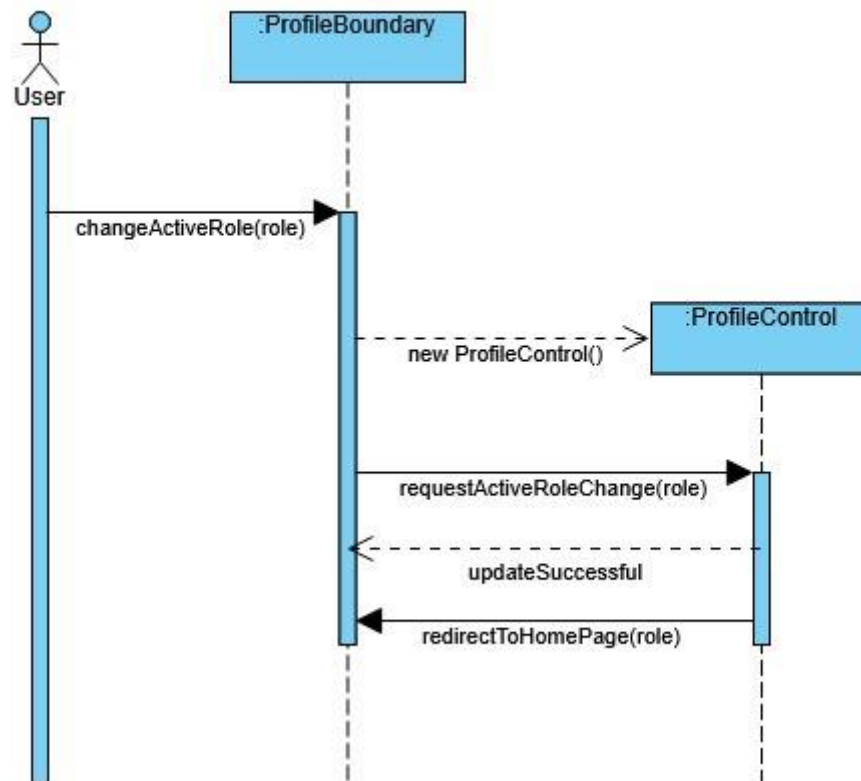 :ProfileBoundary
User
changeActiveRole(role)
:ProfileControl
new ProfileControl()
requestActiveRoleChange(role)
updateSuccessful
redirectToHomePage(role)